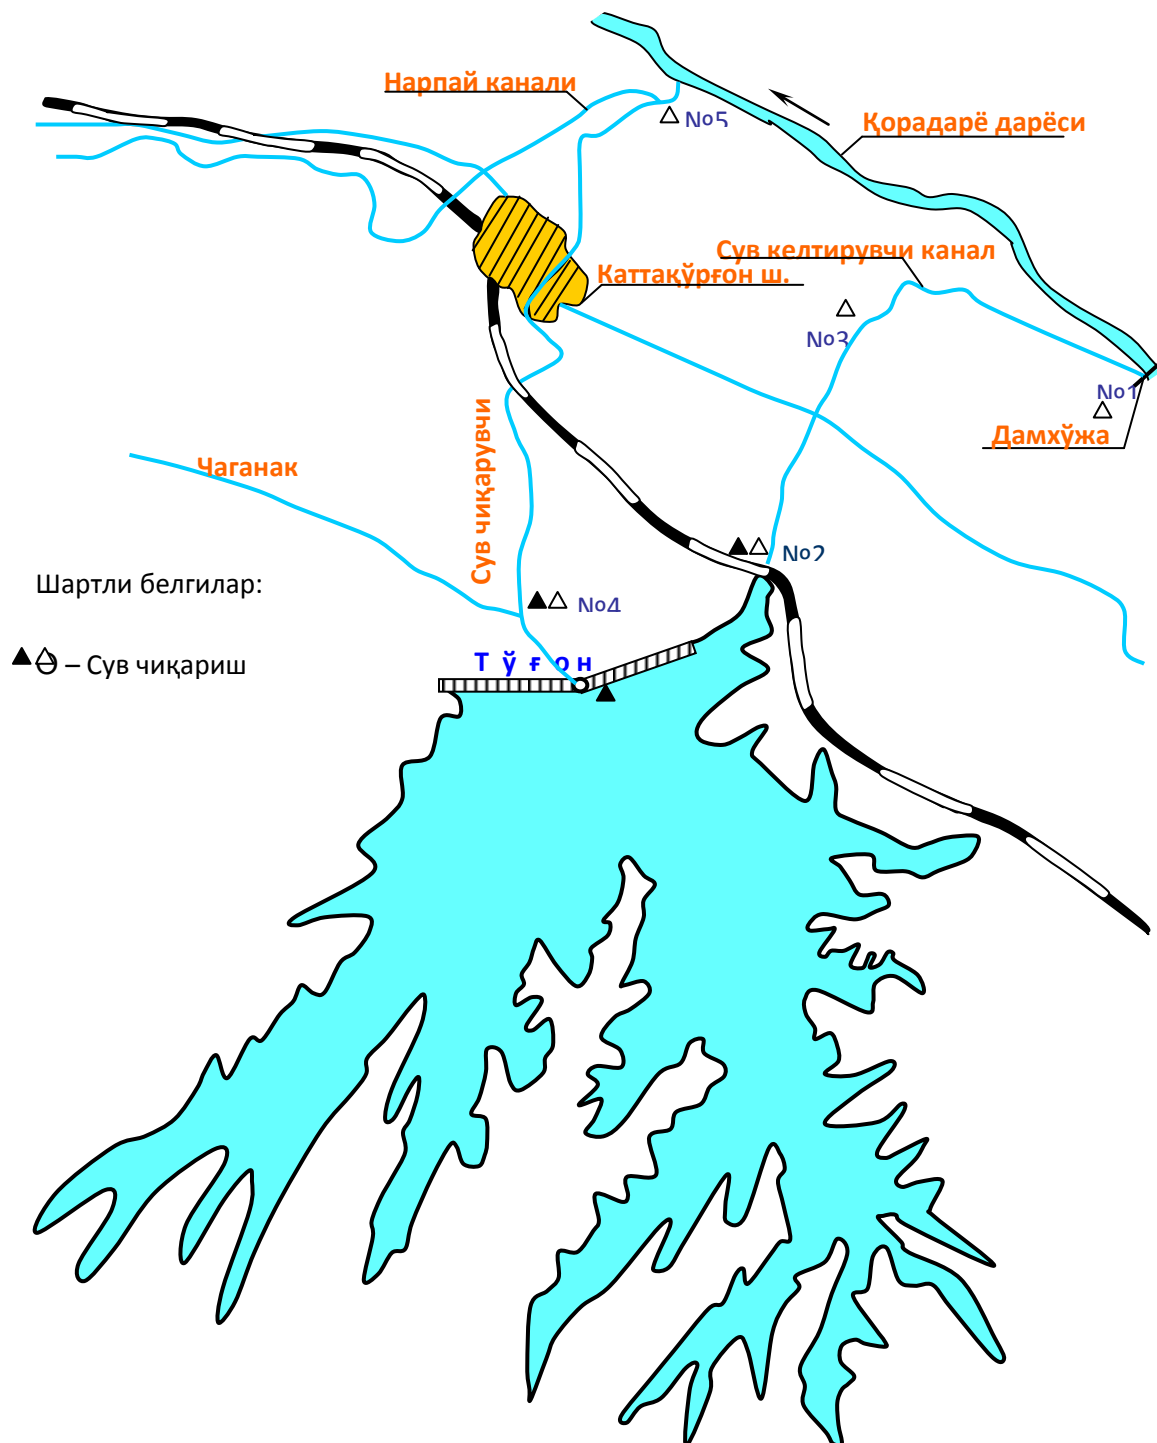 Нарпай канали
№5
Қорадарё дарёси
Сув келтирувчи канал
Каттақўрғон ш.
№3
№1
Дамхўжа
Чаганак
Сув чиқарувчи
№2
Шартли белгилар:
№4
– Сув чиқариш
Тўғон